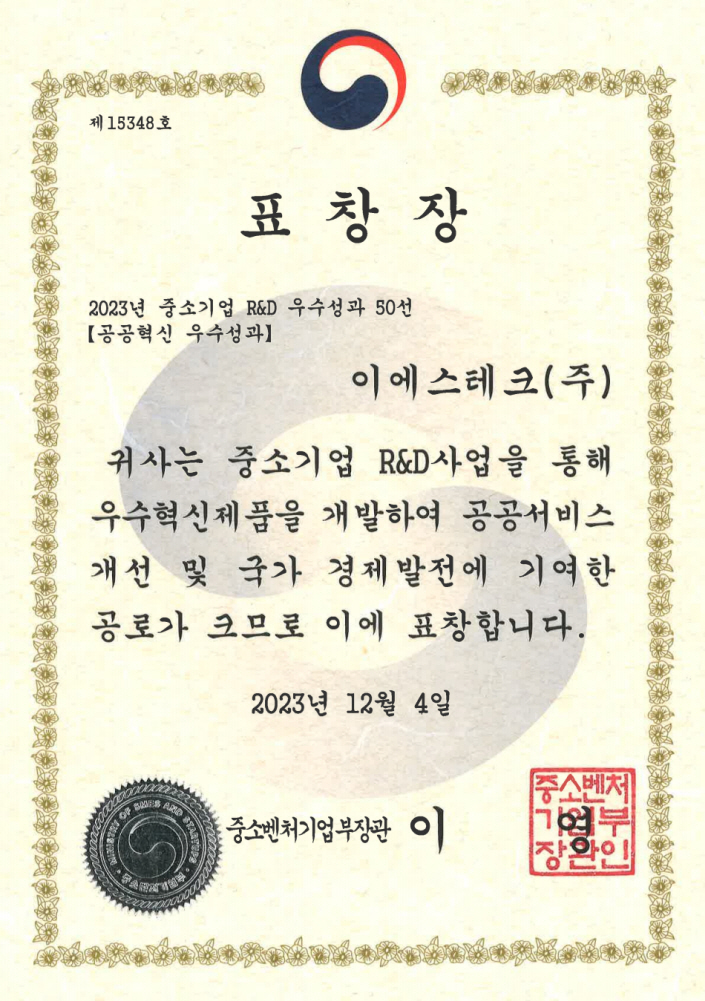 제15348호
표창장
2023년 중소기업 R&D 우수성과 50선
【공공혁신 우수성과】
이에스테크(주)
귀사는 중소기업 R&D사업을 통해
우수혁신제품을 개발하여 공공서비스
개선 및 국가 경제발전에 기여한
공로가 크므로 이에 표창합니다.
2023년 12월 4일
중소벤처기업부장관 이 영
중소벤처
기업부
장관인
MINISTRY OF SMES AND STARTUPS